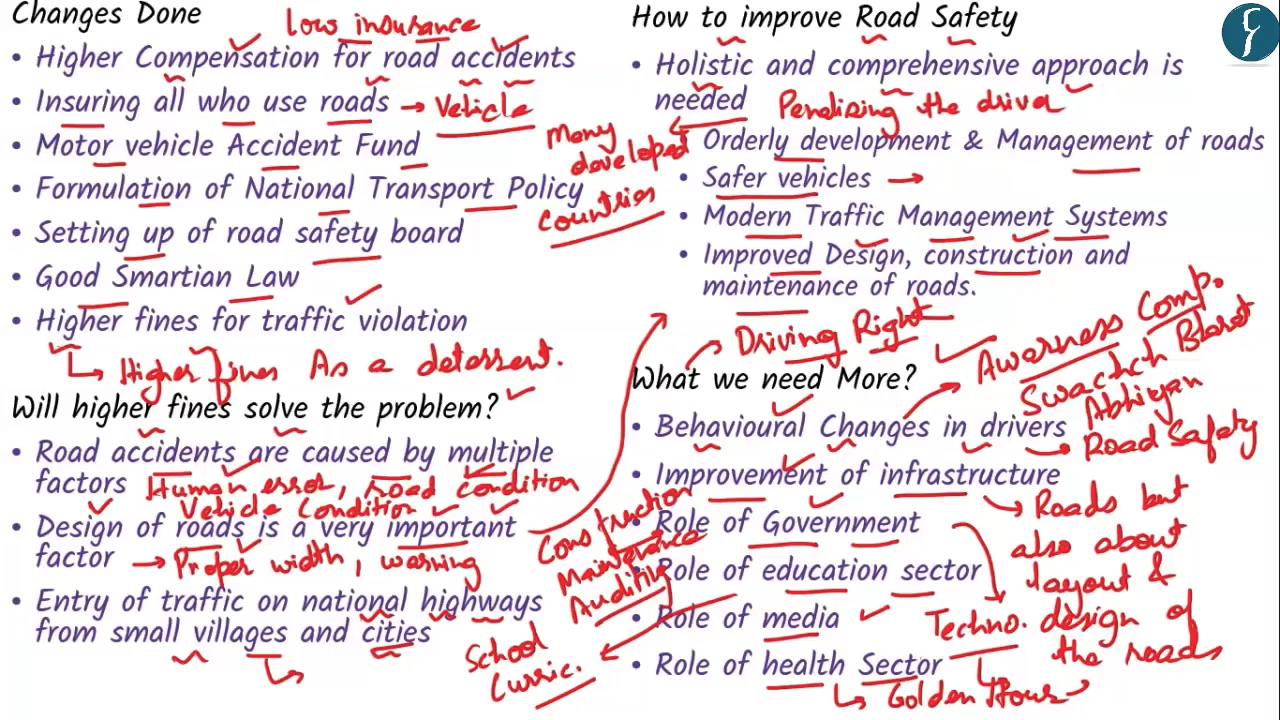 Changes Done
Low insurance
• Higher Compensation for road accidents
• Insuring all who use roads → Vehicle
• Motor vehicle Accident Fund
• Formulation of National Transport Policy
• Setting up of road safety board
• Good Smartian Law
• Higher fines for traffic violation
Higher fines As a deterrent.
Will higher fines solve the problem?
• Road accidents are caused by multiple
factors Human error, road condition
Vehicle Condition
• Design of roads is a very important
factor → Proper width, warning
• Entry of traffic on national highways
from small villages and cities
How to improve Road Safety
• Holistic and comprehensive approach is
needed Penalising the driver
many
developed
countries
• Orderly development & Management of roads
• Safer vehicles →
• Modern Traffic Management Systems
• Improved Design, construction and
maintenance of roads.
Driving Right
What we need More?
Awerness Comp.
Swachch Bharat
Abhiyan
• Behavioural Changes in drivers
→ Road Safety
• Improvement of infrastructure
→ Roads but
also about
layout &
design of
the roads
• Role of Government
Techno.
Construction
Maintenance
Auditing
• Role of education sector
School
Curric.
• Role of media
• Role of health Sector
Golden Hour